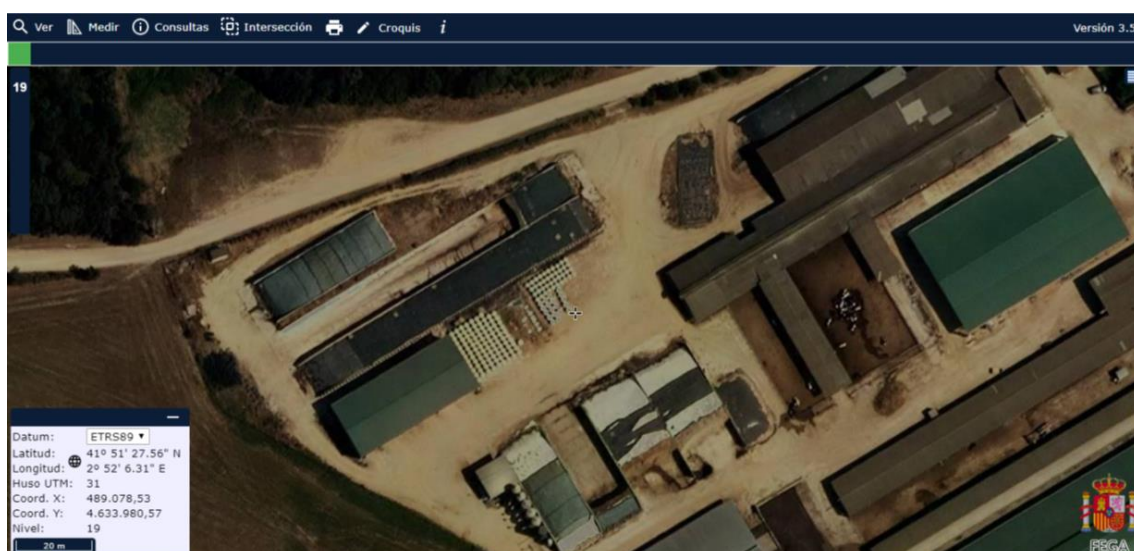 Ver Medir Consultas Intersección Croquis i Versión 3.5
19
Datum: ETRS89
Latitud: 41º 51' 27.56" N
Longitud: 2º 52' 6.31" E
Huso UTM: 31
Coord. X: 489.078,53
Coord. Y: 4.633.980,57
Nivel: 19
20 m
FEGA